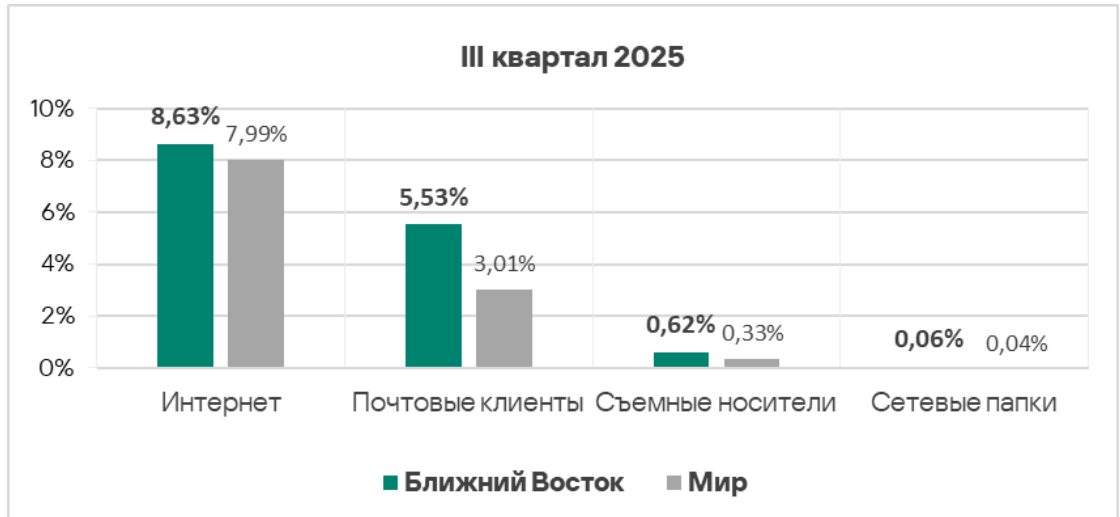 III квартал 2025
10%
8%
6%
4%
2%
0%
8,63%
7,99%
5,53%
3,01%
0,62%
0,33%
0,06%
0,04%
Интернет
Почтовые клиенты
Съемные носители
Сетевые папки
Ближний Восток
Мир